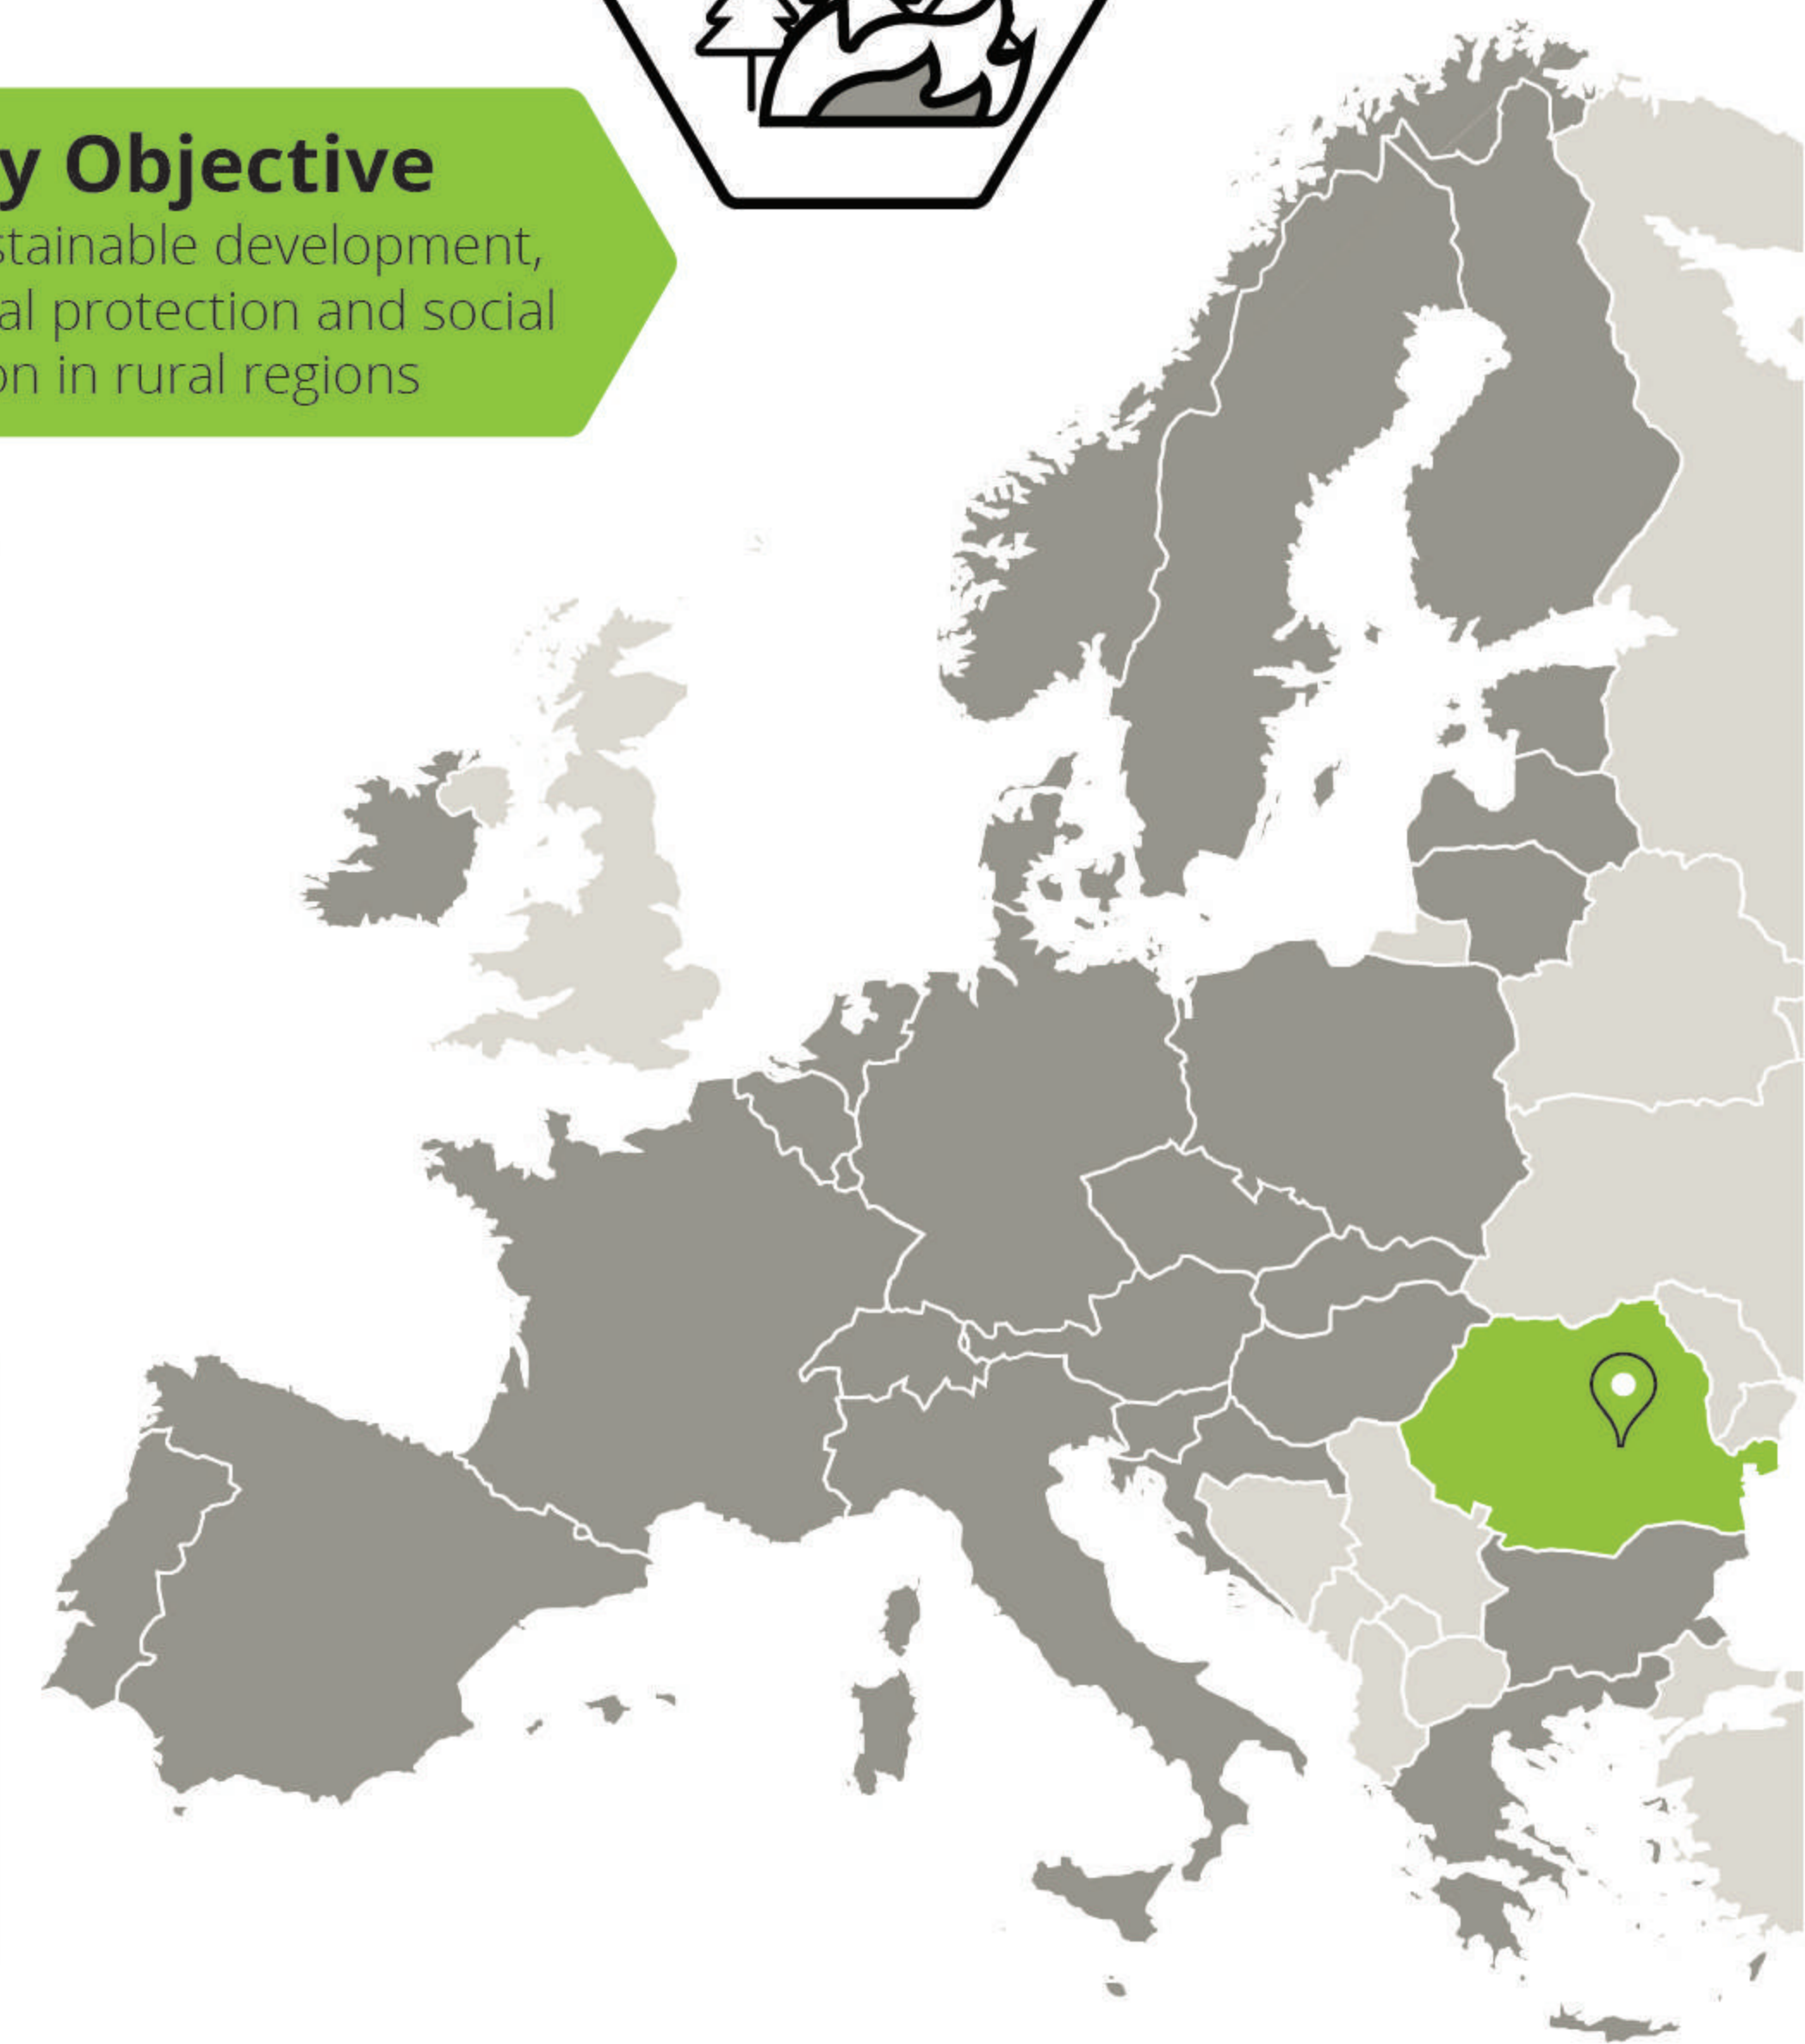 y Objective
stainable development,
al protection and social
on in rural regions